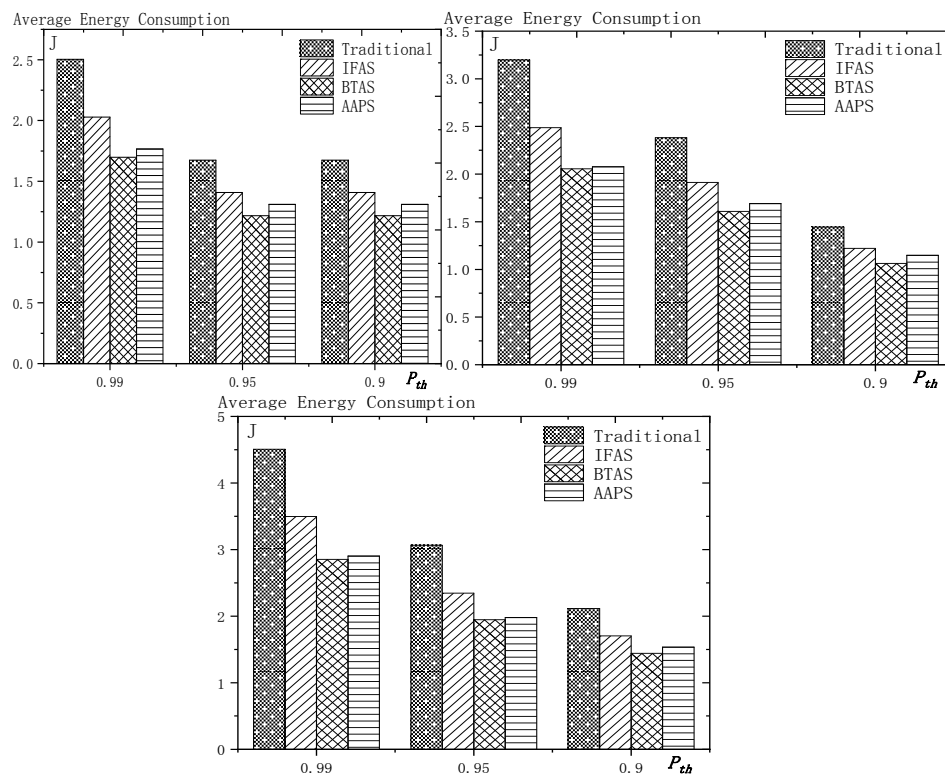 Average Energy Consumption
J
Traditional
IFAS
BTAS
AAPS
2.5
2.0
1.5
1.0
0.5
0.0
0.99
0.95
0.9
P_th
Average Energy Consumption
J
Traditional
IFAS
BTAS
AAPS
3.5
3.0
2.5
2.0
1.5
1.0
0.5
0.0
0.99
0.95
0.9
P_th
Average Energy Consumption
J
Traditional
IFAS
BTAS
AAPS
5
4
3
2
1
0
0.99
0.95
0.9
P_th